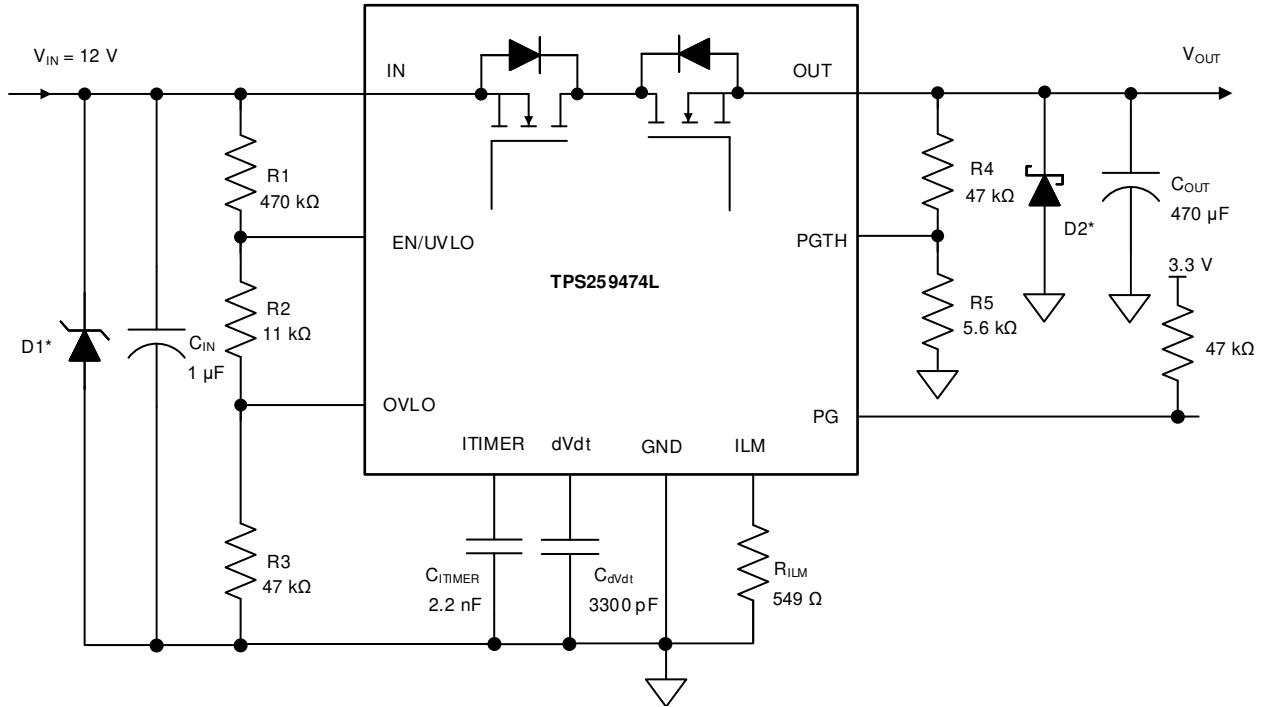 V_IN = 12 V
IN
OUT
V_OUT
R1
470 kΩ
R4
47 kΩ
C_OUT
470 µF
D2*
EN/UVLO
PGTH
3.3 V
TPS259474L
R2
11 kΩ
R5
5.6 kΩ
D1*
C_IN
1 µF
47 kΩ
OVLO
PG
ITIMER
dVdt
GND
ILM
R3
47 kΩ
C_ITIMER
2.2 nF
C_dVdt
3300 pF
R_ILM
549 Ω